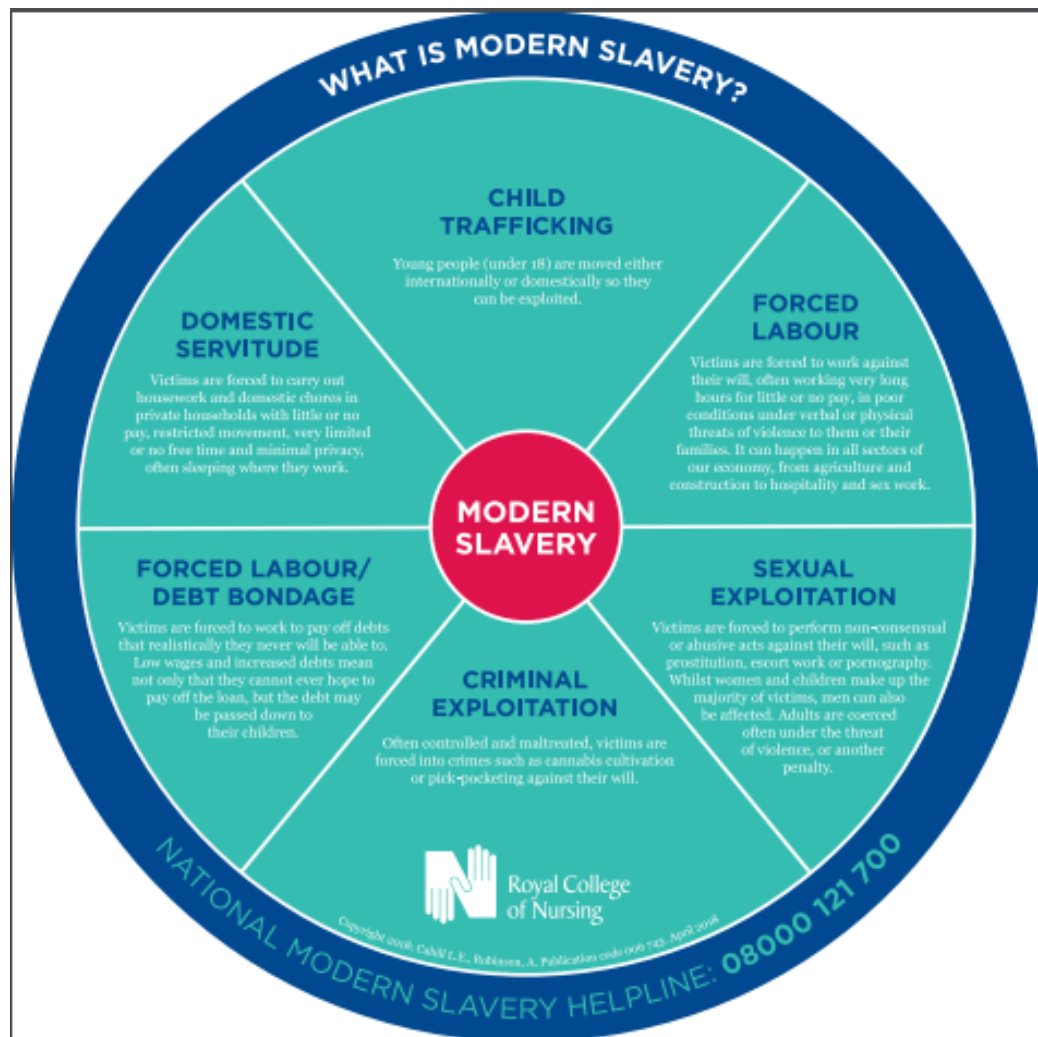 WHAT IS MODERN SLAVERY?
CHILD
TRAFFICKING
Young people (under 18) are moved either
internationally or domestically so they
can be exploited.
FORCED
LABOUR
Victims are forced to work against
their will, often working very long
hours for little or no pay, in poor
conditions under verbal or physical
threats of violence to them or their
families. It can happen in all sectors of
our economy, from agriculture and
construction to hospitality and sex work.
SEXUAL
EXPLOITATION
Victims are forced to perform non-consensual
or abusive acts against their will, such as
prostitution, escort work or pornography.
Whilst women and children make up the
majority of victims, men can also
be affected. Adults are coerced
often under the threat
of violence, or another
penalty.
CRIMINAL
EXPLOITATION
Often controlled and maltreated, victims are
forced into crimes such as cannabis cultivation
or pick-pocketing against their will.
FORCED LABOUR/
DEBT BONDAGE
Victims are forced to work to pay off debts
that realistically they never will be able to.
Low wages and increased debts mean
not only that they cannot ever hope to
pay off the loan, but the debt may
be passed down to
their children.
DOMESTIC
SERVITUDE
Victims are forced to carry out
housework and domestic chores in
private households with little or no
pay, restricted movement, very limited
or no free time and minimal privacy,
often sleeping where they work.
MODERN
SLAVERY
Royal College
of Nursing
Copyright 2018: Cahill L.E., Robinson, A. Publication code 006 743. April 2018
NATIONAL MODERN SLAVERY HELPLINE: 08000 121 700